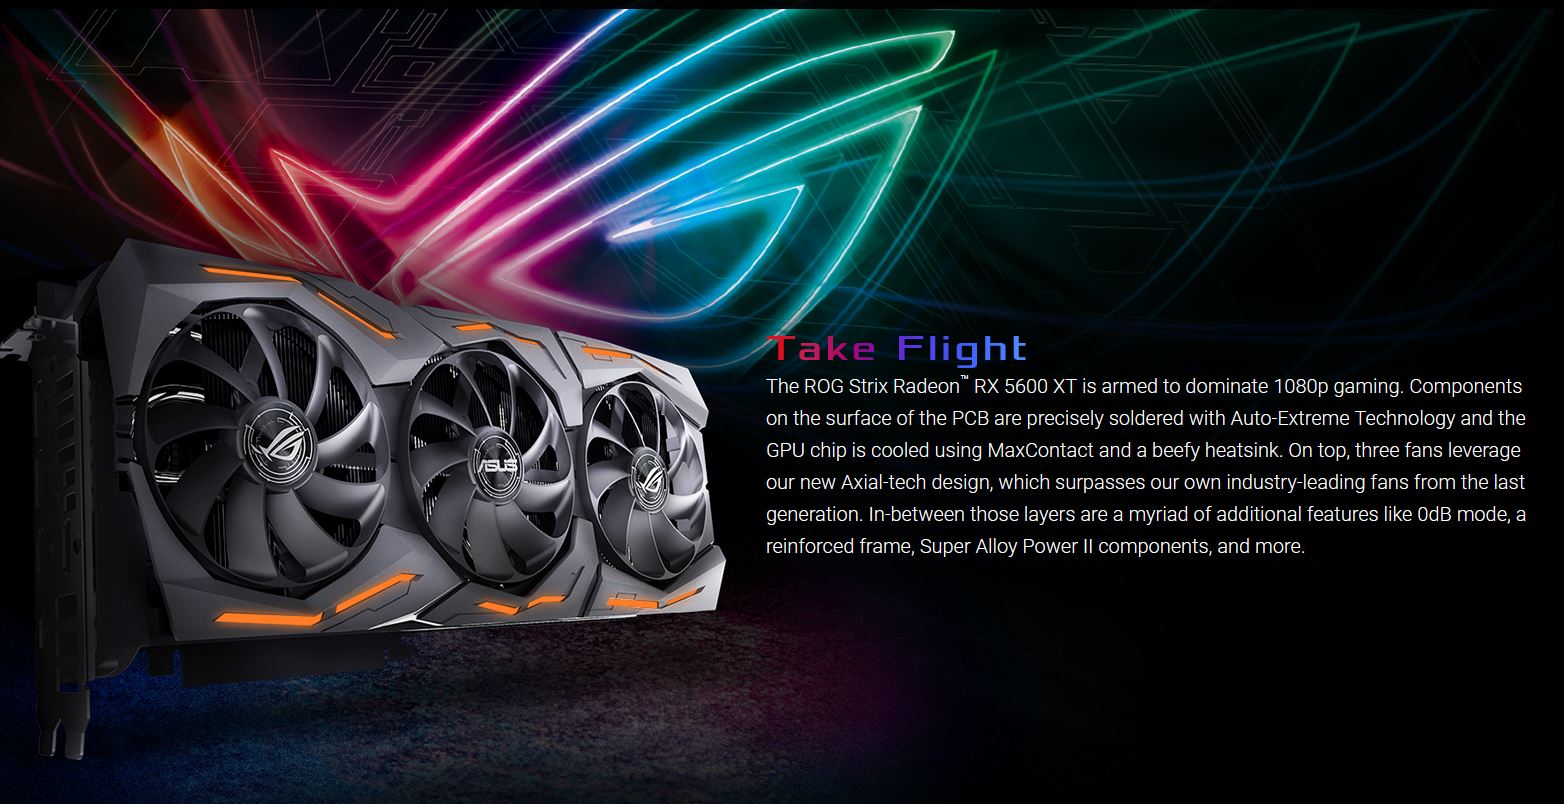 Take Flight
The ROG Strix Radeon™ RX 5600 XT is armed to dominate 1080p gaming. Components
on the surface of the PCB are precisely soldered with Auto-Extreme Technology and the
GPU chip is cooled using MaxContact and a beefy heatsink. On top, three fans leverage
our new Axial-tech design, which surpasses our own industry-leading fans from the last
generation. In-between those layers are a myriad of additional features like 0dB mode, a
reinforced frame, Super Alloy Power II components, and more.
ASUS